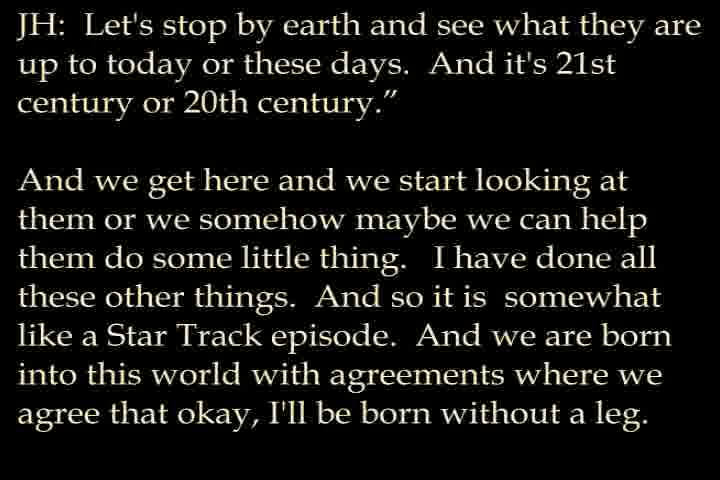 JH:  Let's stop by earth and see what they are
up to today or these days.  And it's 21st
century or 20th century.”
And we get here and we start looking at
them or we somehow maybe we can help
them do some little thing.   I have done all
these other things.  And so it is  somewhat
like a Star Track episode.  And we are born
into this world with agreements where we
agree that okay, I'll be born without a leg.